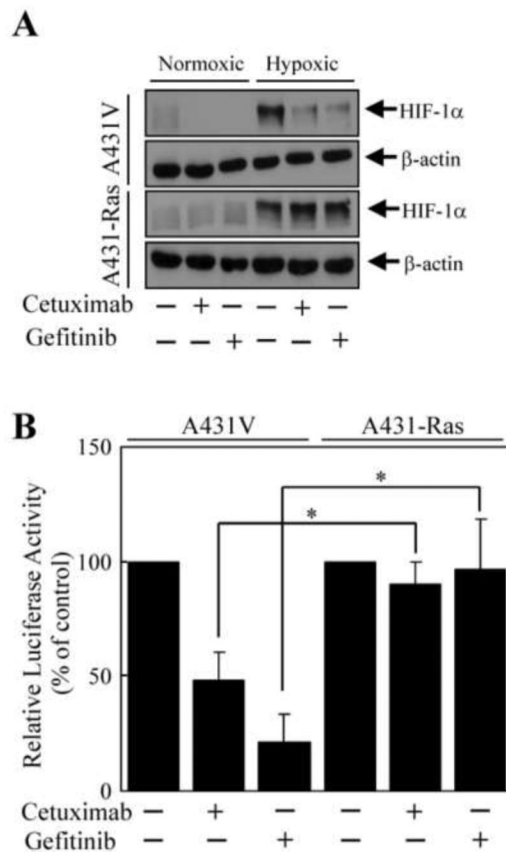 A
Normoxic Hypoxic
A431V
HIF-1α
β-actin
A431-Ras
HIF-1α
β-actin
Cetuximab − + − − + −
Gefitinib − − + − − +
B
A431V A431-Ras
Relative Luciferase Activity
(% of control)
150
100
50
0
*
*
Cetuximab − + − − + −
Gefitinib − − + − − +